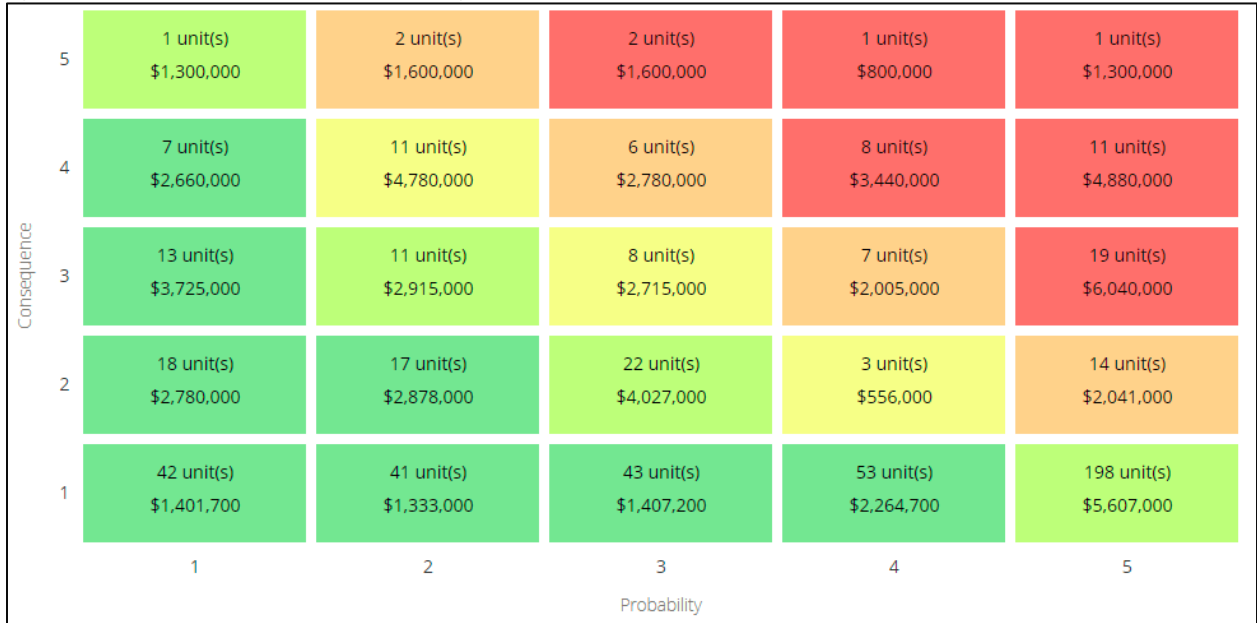 5
1 unit(s)
$1,300,000
2 unit(s)
$1,600,000
2 unit(s)
$1,600,000
1 unit(s)
$800,000
1 unit(s)
$1,300,000
4
7 unit(s)
$2,660,000
11 unit(s)
$4,780,000
6 unit(s)
$2,780,000
8 unit(s)
$3,440,000
11 unit(s)
$4,880,000
Consequence
3
13 unit(s)
$3,725,000
11 unit(s)
$2,915,000
8 unit(s)
$2,715,000
7 unit(s)
$2,005,000
19 unit(s)
$6,040,000
2
18 unit(s)
$2,780,000
17 unit(s)
$2,878,000
22 unit(s)
$4,027,000
3 unit(s)
$556,000
14 unit(s)
$2,041,000
1
42 unit(s)
$1,401,700
41 unit(s)
$1,333,000
43 unit(s)
$1,407,200
53 unit(s)
$2,264,700
198 unit(s)
$5,607,000
1
2
3
4
5
Probability